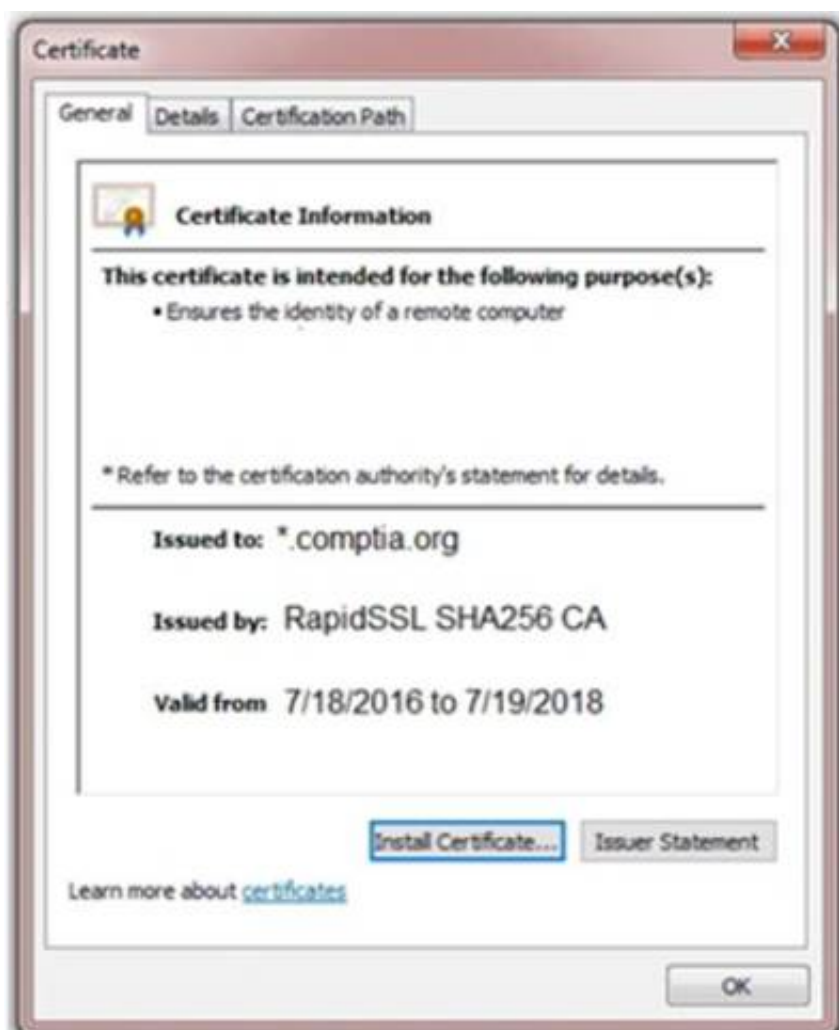 Certificate
General Details Certification Path
Certificate Information
This certificate is intended for the following purpose(s):
• Ensures the identity of a remote computer
* Refer to the certification authority's statement for details.
Issued to: *.comptia.org
Issued by: RapidSSL SHA256 CA
Valid from 7/18/2016 to 7/19/2018
Install Certificate... Issuer Statement
Learn more about certificates
OK